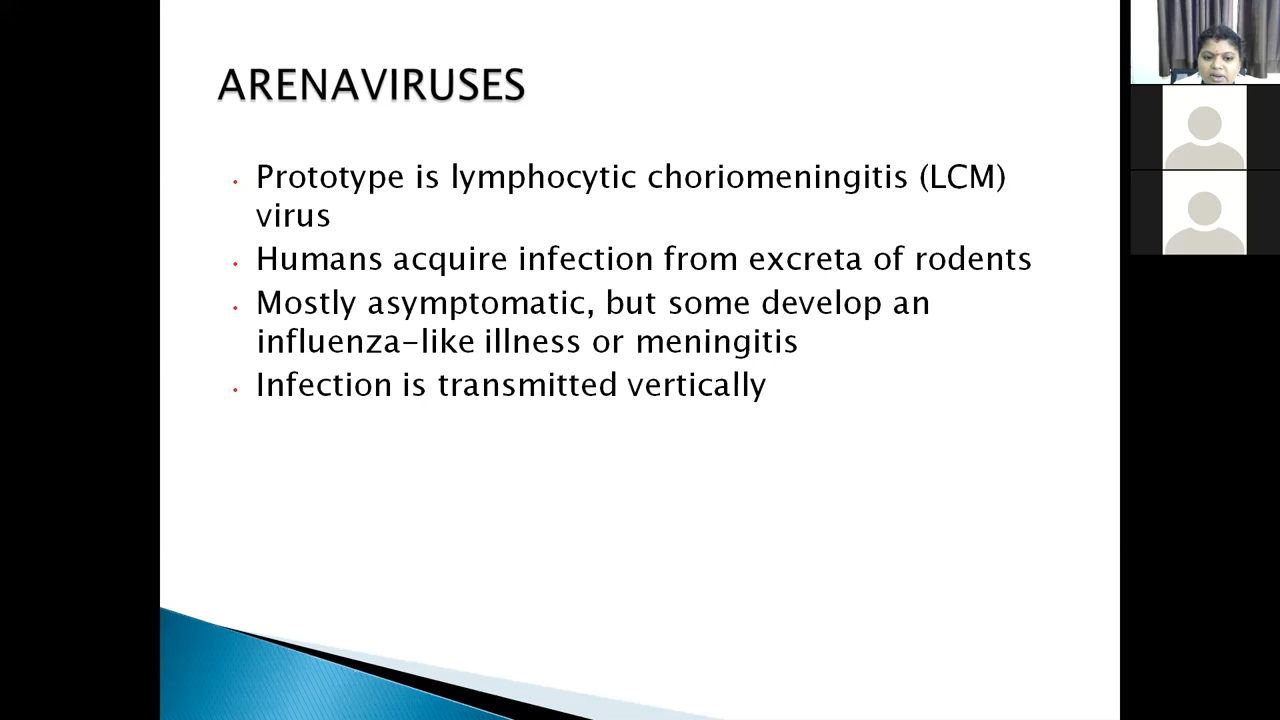 ARENAVIRUSES
• Prototype is lymphocytic choriomeningitis (LCM)
virus
• Humans acquire infection from excreta of rodents
• Mostly asymptomatic, but some develop an
influenza-like illness or meningitis
• Infection is transmitted vertically